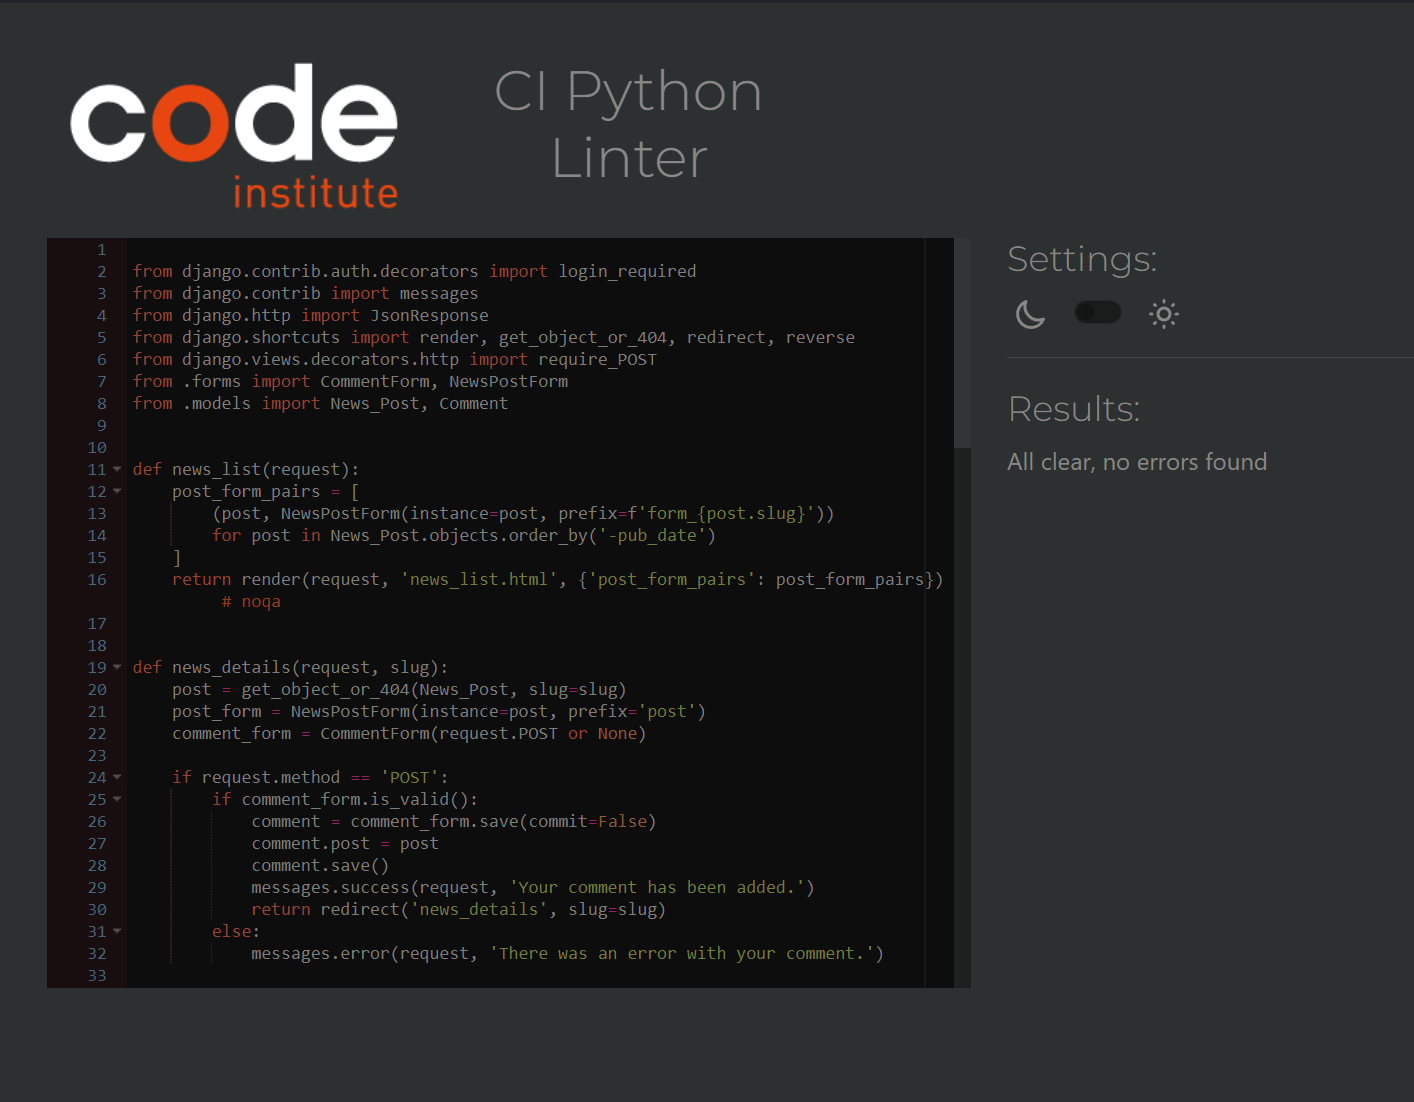 code
institute
CI Python
Linter
1
2 from django.contrib.auth.decorators import login_required
3 from django.contrib import messages
4 from django.http import JsonResponse
5 from django.shortcuts import render, get_object_or_404, redirect, reverse
6 from django.views.decorators.http import require_POST
7 from .forms import CommentForm, NewsPostForm
8 from .models import News_Post, Comment
9
10
11 def news_list(request):
12     post_form_pairs = [
13         (post, NewsPostForm(instance=post, prefix=f'form_{post.slug}'))
14         for post in News_Post.objects.order_by('-pub_date')
15     ]
16     return render(request, 'news_list.html', {'post_form_pairs': post_form_pairs})
         # noqa
17
18
19 def news_details(request, slug):
20     post = get_object_or_404(News_Post, slug=slug)
21     post_form = NewsPostForm(instance=post, prefix='post')
22     comment_form = CommentForm(request.POST or None)
23
24     if request.method == 'POST':
25         if comment_form.is_valid():
26             comment = comment_form.save(commit=False)
27             comment.post = post
28             comment.save()
29             messages.success(request, 'Your comment has been added.')
30             return redirect('news_details', slug=slug)
31         else:
32             messages.error(request, 'There was an error with your comment.')
33
Settings:
Results:
All clear, no errors found